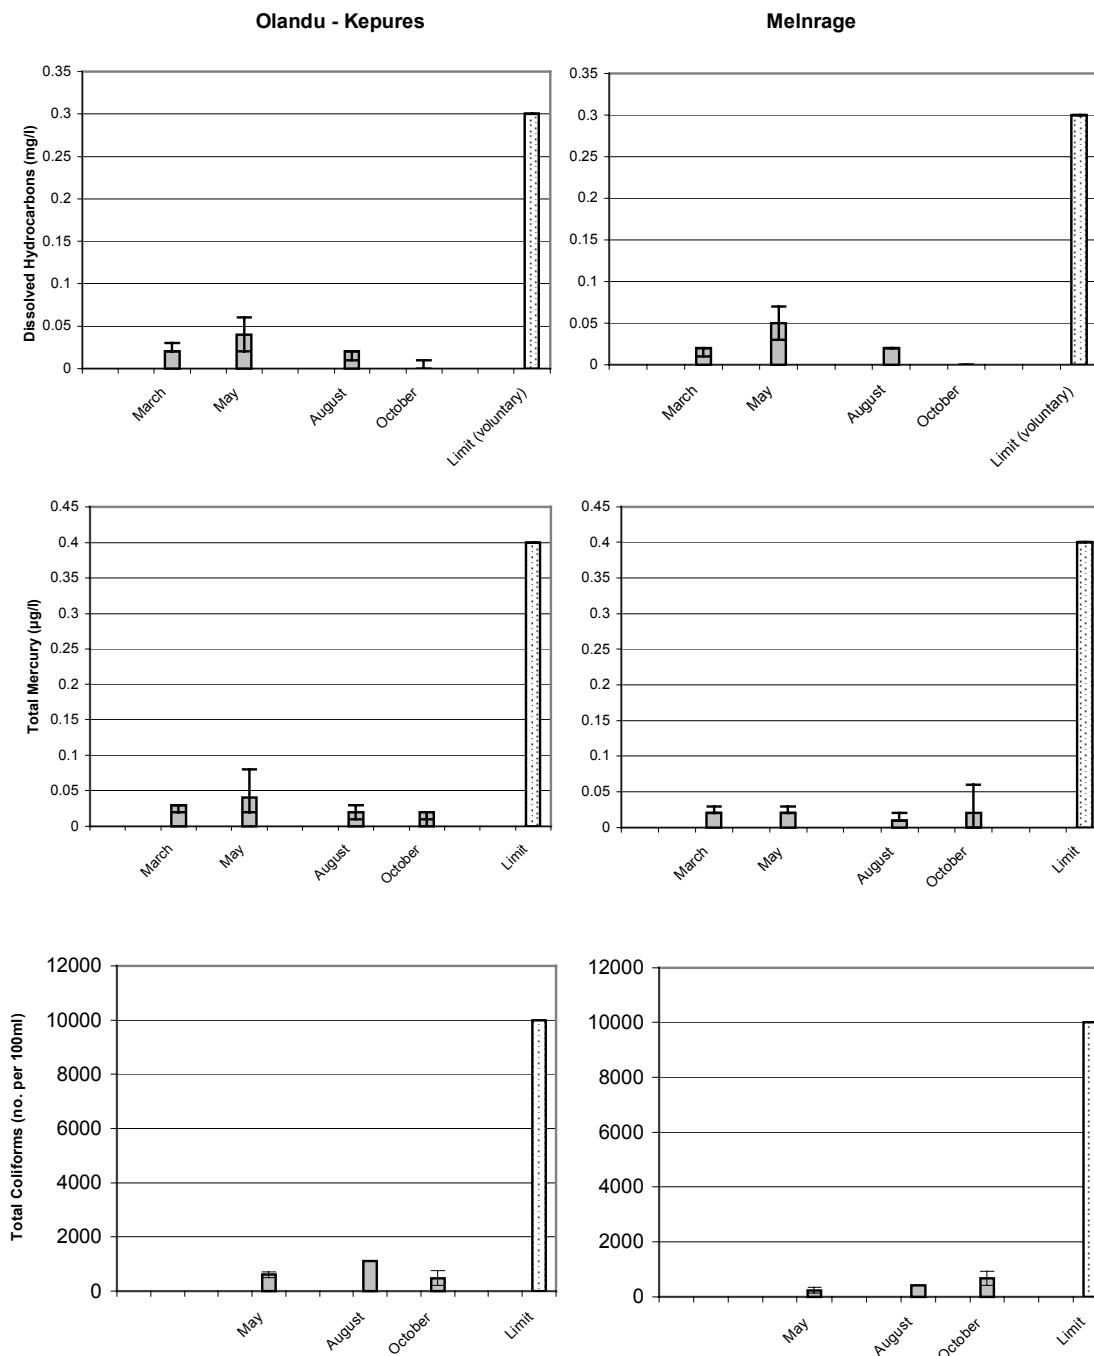 Olandu - Kepures
Melnrage
Dissolved Hydrocarbons (mg/l)
0.35
0.3
0.25
0.2
0.15
0.1
0.05
0
March
May
August
October
Limit (voluntary)
0.35
0.3
0.25
0.2
0.15
0.1
0.05
0
March
May
August
October
Limit (voluntary)
Total Mercury (µg/l)
0.45
0.4
0.35
0.3
0.25
0.2
0.15
0.1
0.05
0
March
May
August
October
Limit
0.45
0.4
0.35
0.3
0.25
0.2
0.15
0.1
0.05
0
March
May
August
October
Limit
Total Coliforms (no. per 100ml)
12000
10000
8000
6000
4000
2000
0
May
August
October
Limit
12000
10000
8000
6000
4000
2000
0
May
August
October
Limit